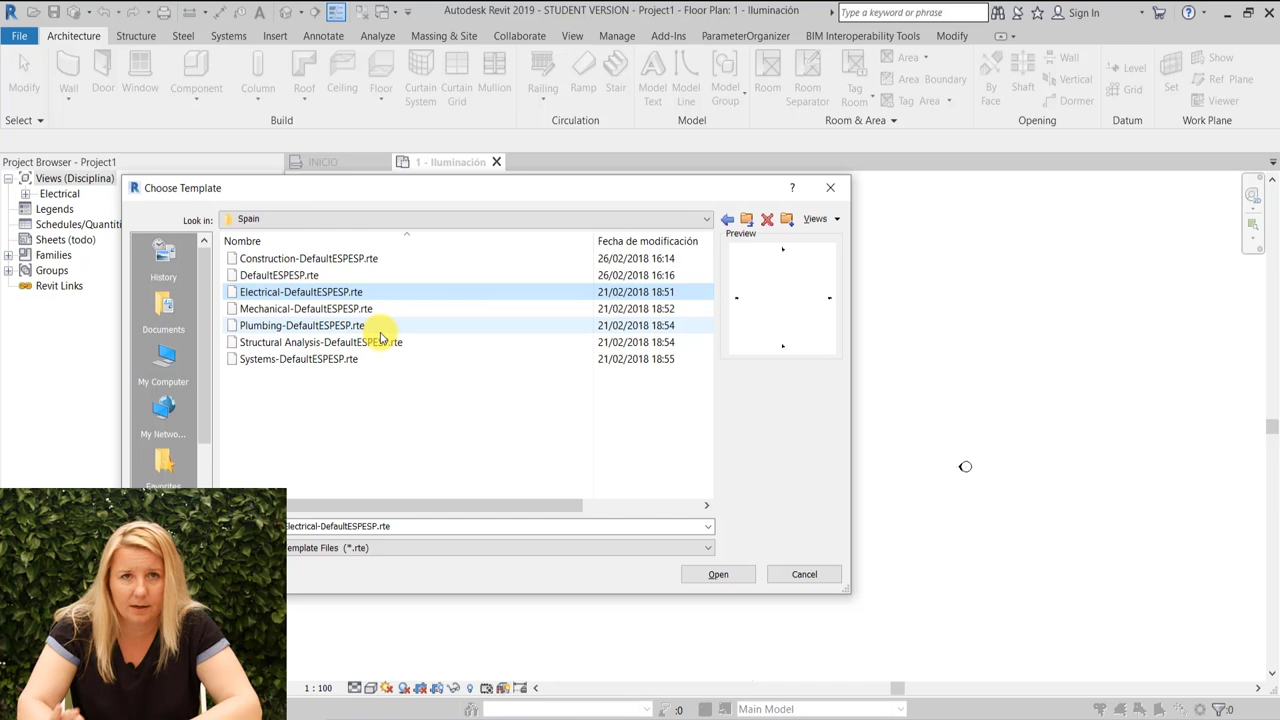 Autodesk Revit 2019 - STUDENT VERSION - Project1 - Floor Plan: 1 - Iluminación
Type a keyword or phrase
Sign In
File Architecture Structure Steel Systems Insert Annotate Analyze Massing & Site Collaborate View Manage Add-Ins ParameterOrganizer BIM Interoperability Tools Modify
Modify
Wall
Door
Window
Component
Column
Roof
Ceiling
Floor
Curtain System
Curtain Grid
Mullion
Railing
Ramp
Stair
Model Text
Model Line
Model Group
Room
Room Separator
Tag Room
Area
Area Boundary
Tag Area
By Face
Shaft
Wall
Vertical
Dormer
Level
Grid
Set
Show
Ref Plane
Viewer
Select Build Circulation Model Room & Area Opening Datum Work Plane
Project Browser - Project1
INICIO
1 - Iluminación
Views (Disciplina)
Electrical
Legends
Schedules/Quantiti
Sheets (todo)
Families
Groups
Revit Links
Choose Template
Look in: Spain
Views
Nombre Fecha de modificación
Preview
Construction-DefaultESPESP.rte 26/02/2018 16:14
DefaultESPESP.rte 26/02/2018 16:16
Electrical-DefaultESPESP.rte 21/02/2018 18:51
Mechanical-DefaultESPESP.rte 21/02/2018 18:52
Plumbing-DefaultESPESP.rte 21/02/2018 18:54
Structural Analysis-DefaultESPESP.rte 21/02/2018 18:54
Systems-DefaultESPESP.rte 21/02/2018 18:55
History
Documents
My Computer
My Netwo...
Favorites
Electrical-DefaultESPESP.rte
emplate Files (*.rte)
Open Cancel
1 : 100
:0
Main Model
:0